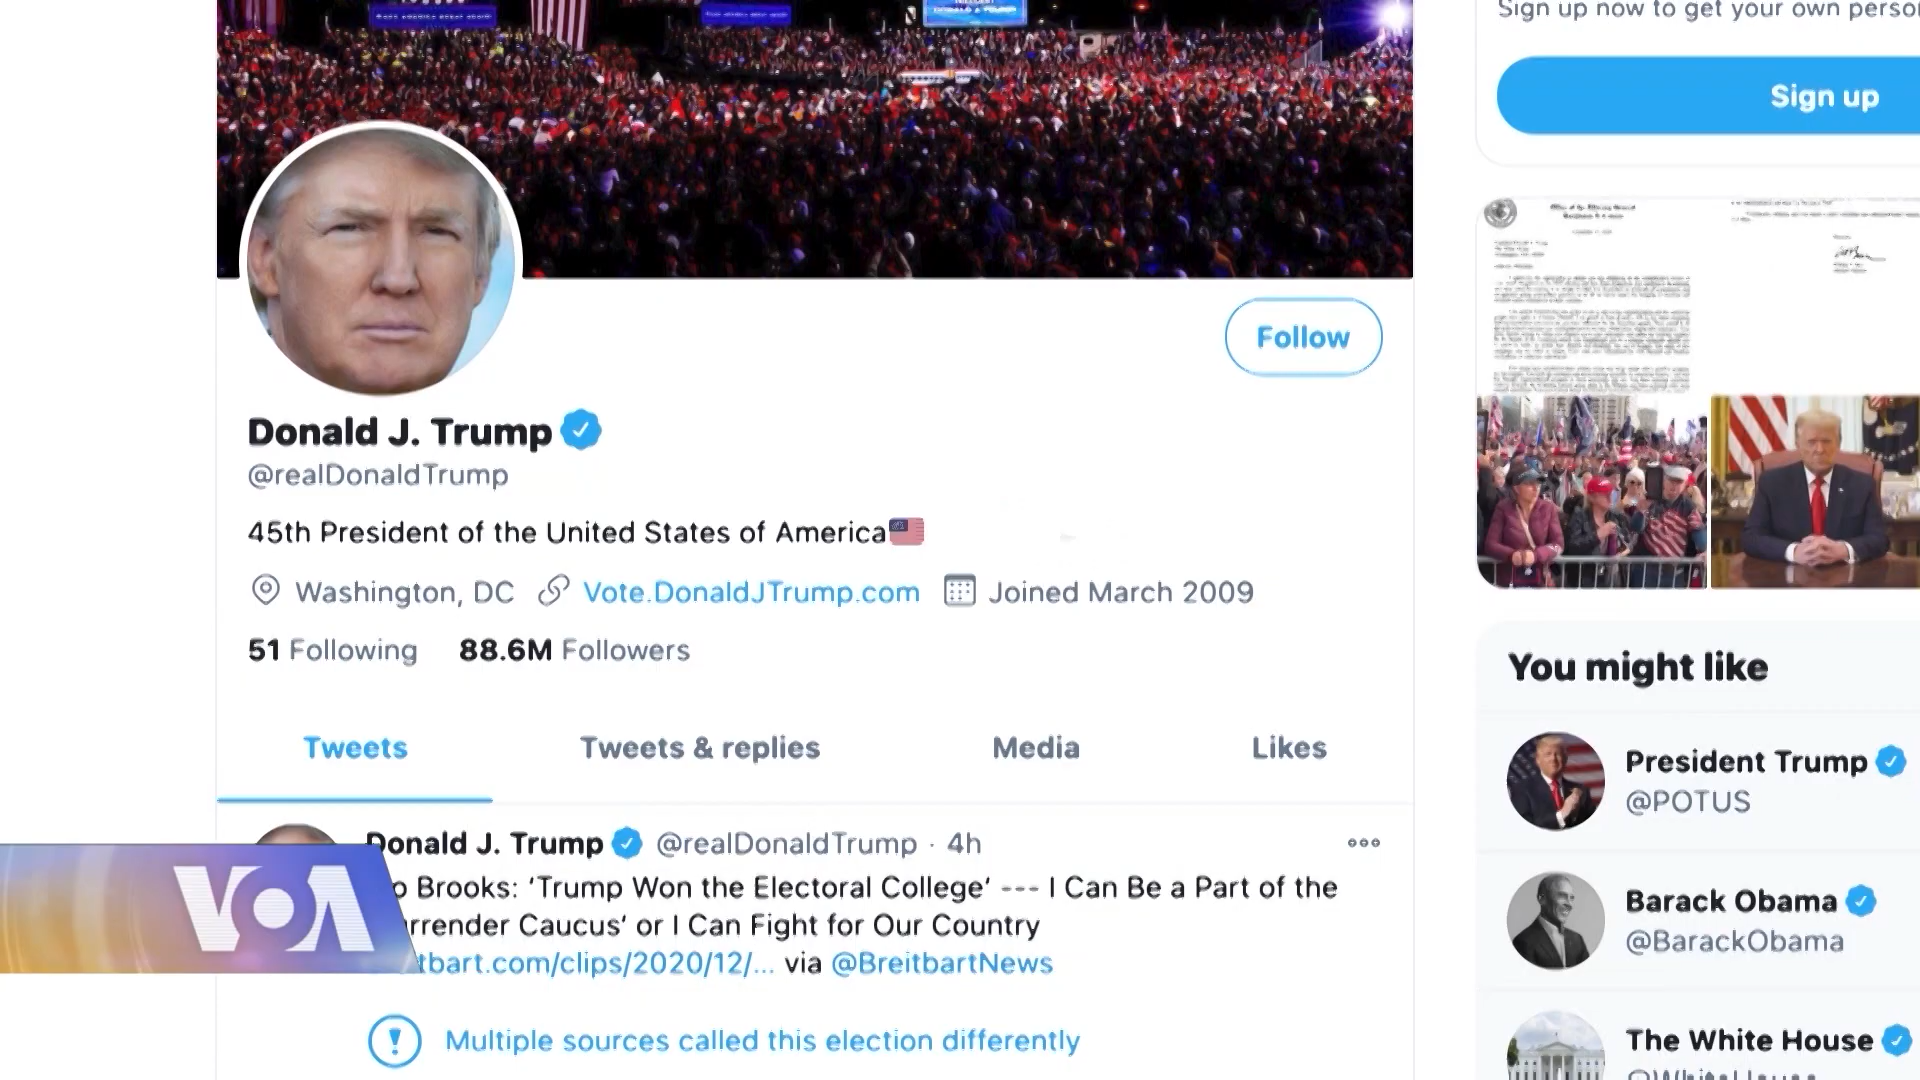 Sign up now to get your own
Sign up
Follow
Donald J. Trump
@realDonaldTrump
45th President of the United States of America
Washington, DC Vote.DonaldJTrump.com Joined March 2009
51 Following 88.6M Followers
Tweets Tweets & replies Media Likes
Donald J. Trump @realDonaldTrump · 4h
Brooks: ‘Trump Won the Electoral College’ --- I Can Be a Part of the
Caucus’ or I Can Fight for Our Country
tbart.com/clips/2020/12/... via @BreitbartNews
Multiple sources called this election differently
VOA
You might like
President Trump
@POTUS
Barack Obama
@BarackObama
The White House